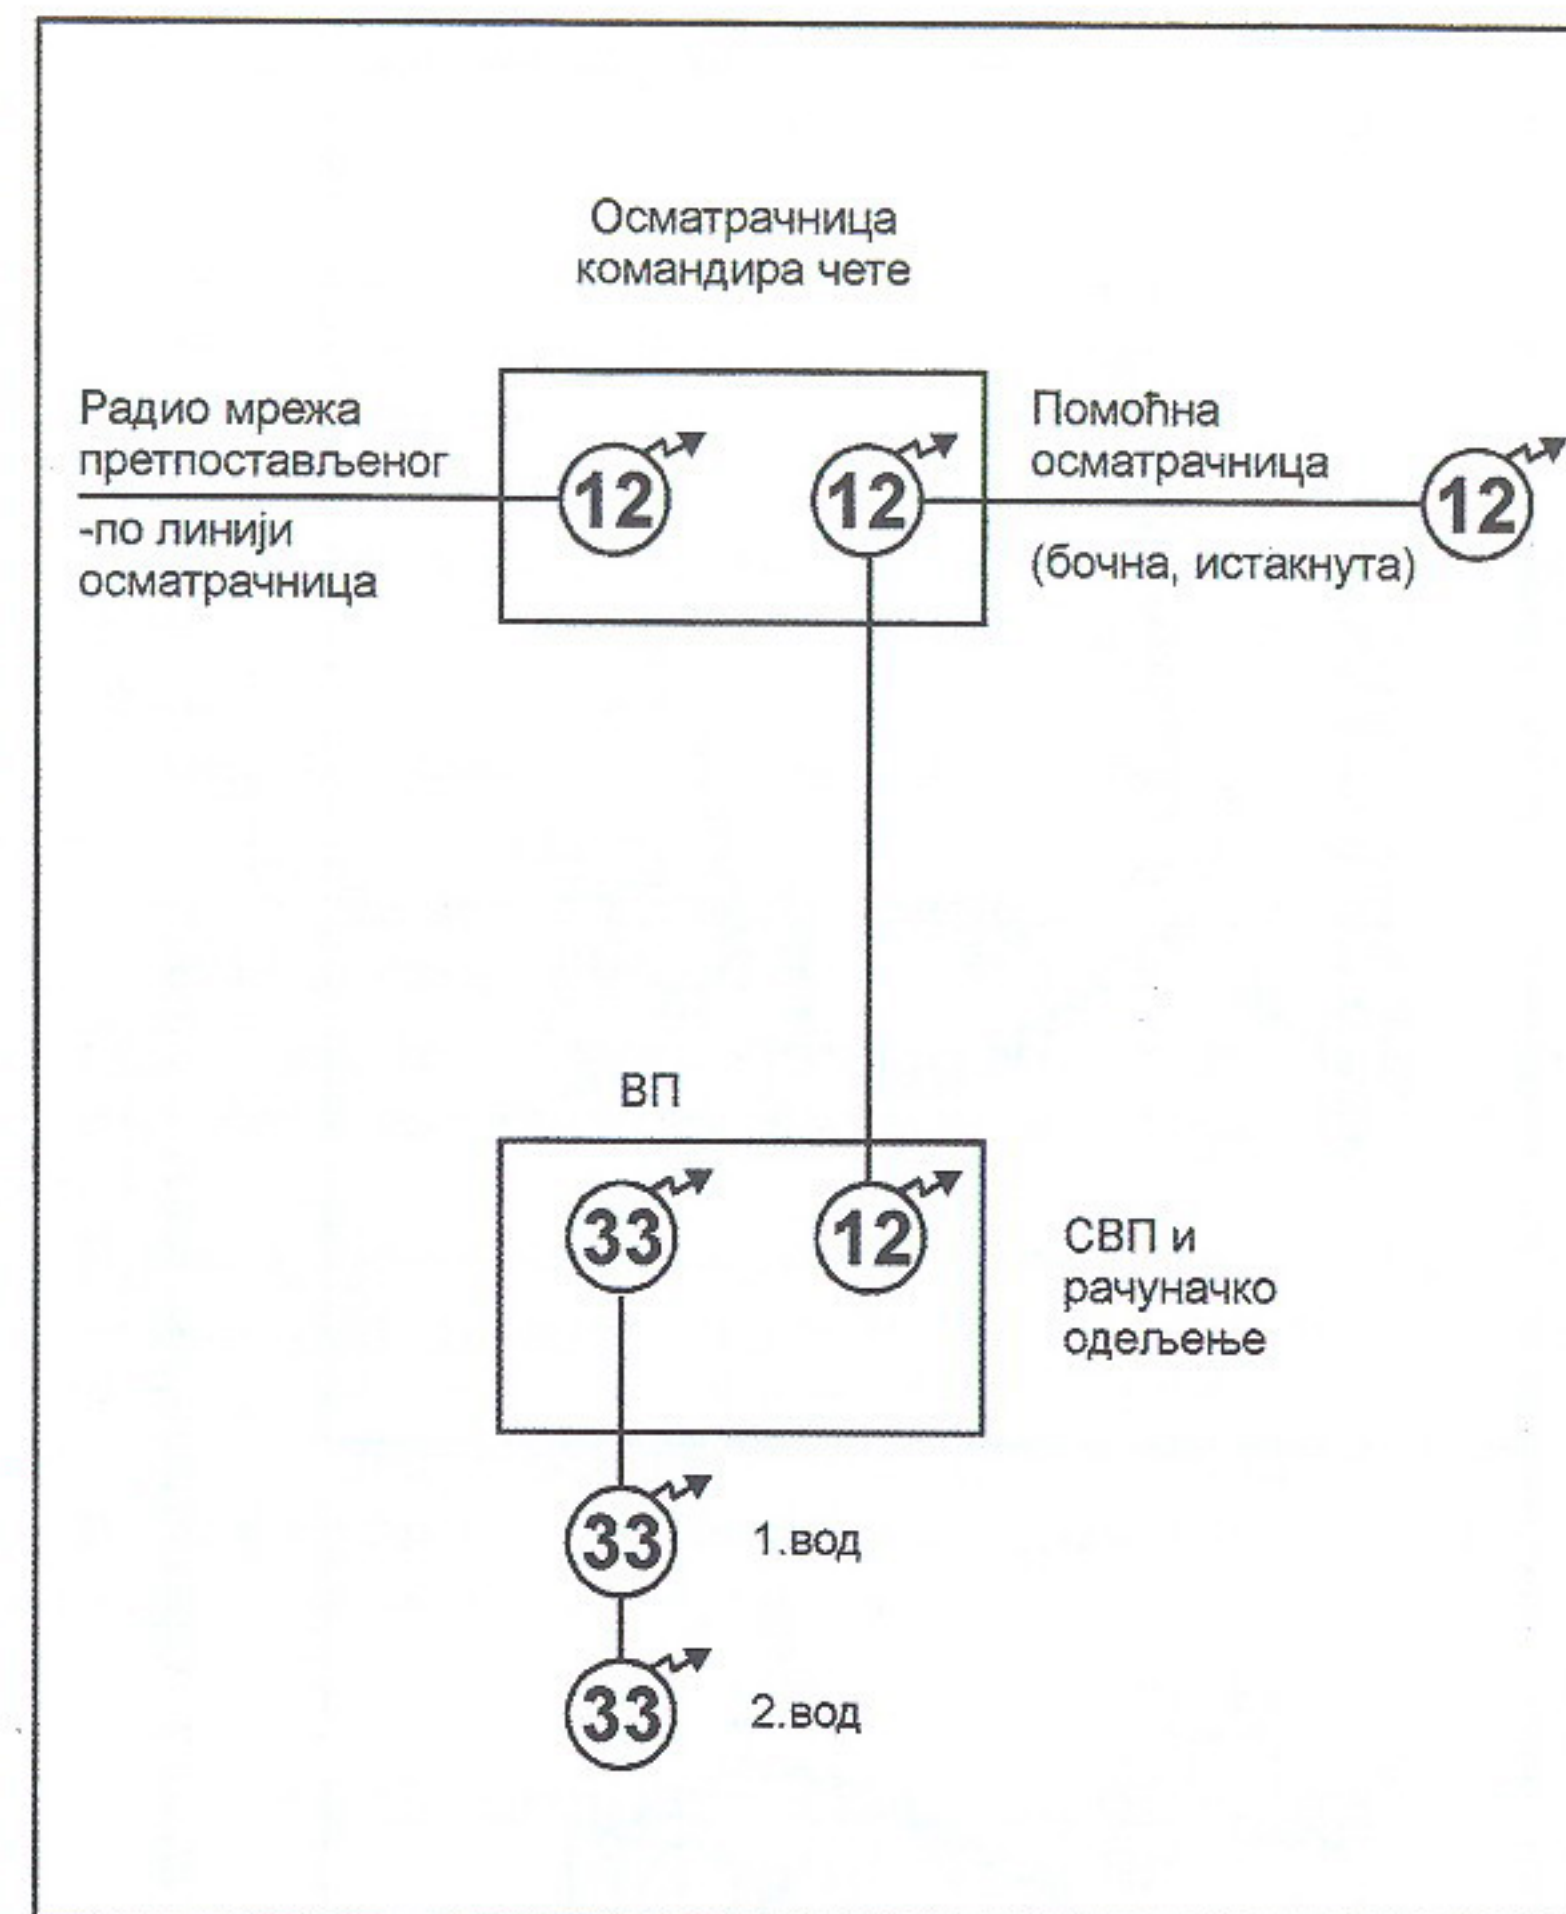 Осматрачница
командира чете
Радио мрежа
претпостављеног
-по линији
осматрачница
12
12
Помоћна
осматрачница
(бочна, истакнута)
12
ВП
33
12
СВП и
рачуначко
одељење
33
1.вод
33
2.вод